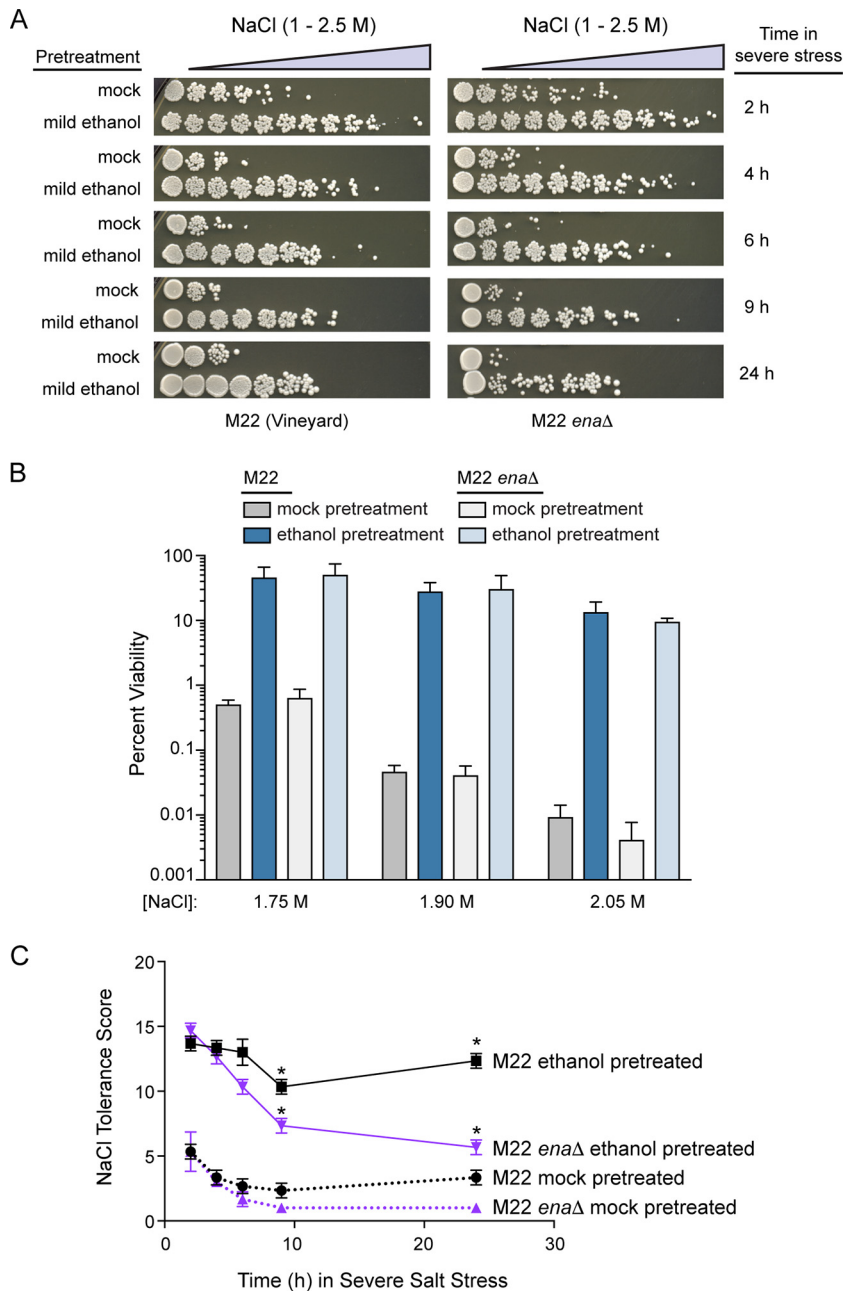 A
NaCl (1 - 2.5 M)
NaCl (1 - 2.5 M)
Time in
severe stress
Pretreatment
mock
mild ethanol
2 h
mock
mild ethanol
4 h
mock
mild ethanol
6 h
mock
mild ethanol
9 h
mock
mild ethanol
24 h
M22 (Vineyard)
M22 enaΔ
B
M22
M22 enaΔ
mock pretreatment
mock pretreatment
ethanol pretreatment
ethanol pretreatment
Percent Viability
100
10
1
0.1
0.01
0.001
[NaCl]:
1.75 M
1.90 M
2.05 M
C
NaCl Tolerance Score
20
15
10
5
0
*
*
*
*
M22 ethanol pretreated
M22 enaΔ ethanol pretreated
M22 mock pretreated
M22 enaΔ mock pretreated
0
10
20
30
Time (h) in Severe Salt Stress